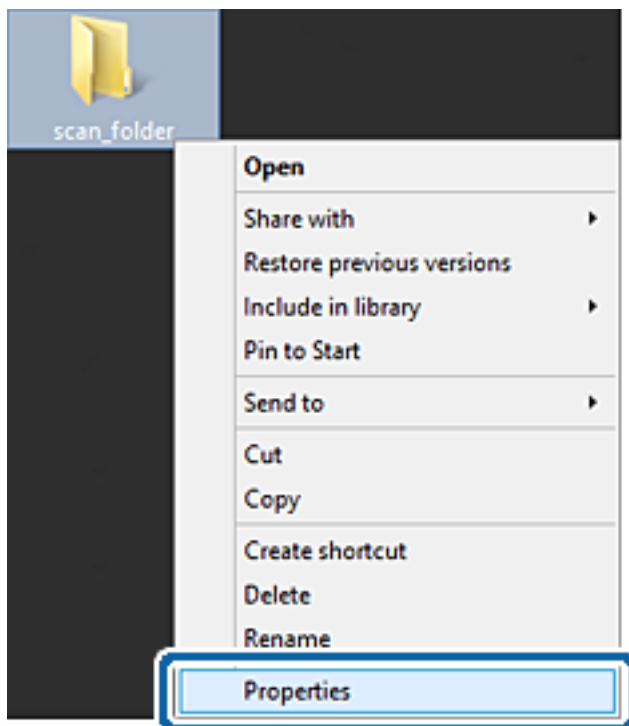 scan_folder
Open
Share with
Restore previous versions
Include in library
Pin to Start
Send to
Cut
Copy
Create shortcut
Delete
Rename
Properties